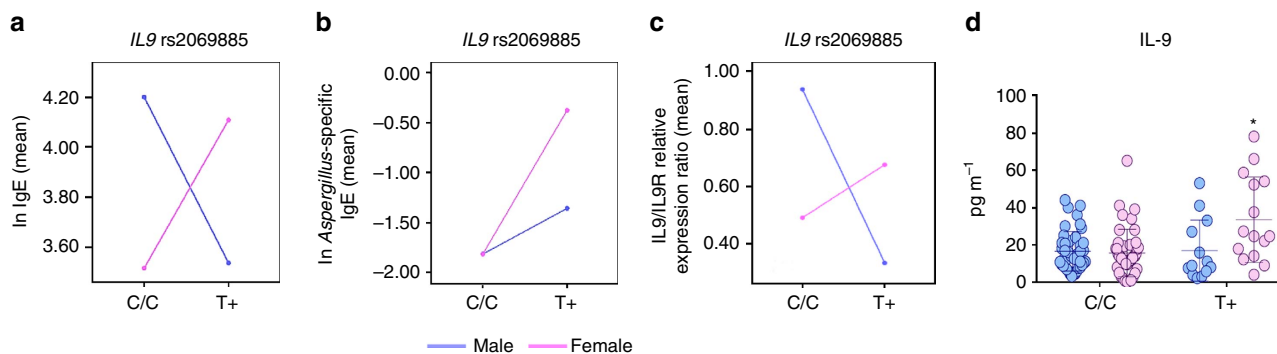 a
IL9 rs2069885
ln IgE (mean)
4.20
4.00
3.80
3.60
C/C
T+
b
IL9 rs2069885
ln Aspergillus-specific
IgE (mean)
0.00
−0.50
−1.00
−1.50
−2.00
C/C
T+
c
IL9 rs2069885
IL9/IL9R relative
expression ratio (mean)
1.00
0.80
0.60
0.40
C/C
T+
d
IL-9
pg m⁻¹
100
80
60
40
20
0
*
C/C
T+
Male
Female